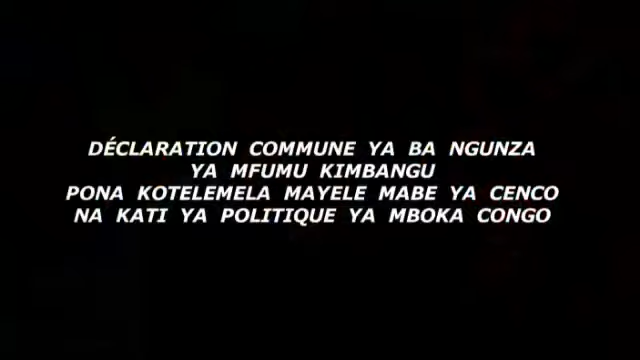 DÉCLARATION COMMUNE YA BA NGUNZA
YA MFUMU KIMBANGU
PONA KOTELEMELA MAYELE MABE YA CENCO
NA KATI YA POLITIQUE YA MBOKA CONGO